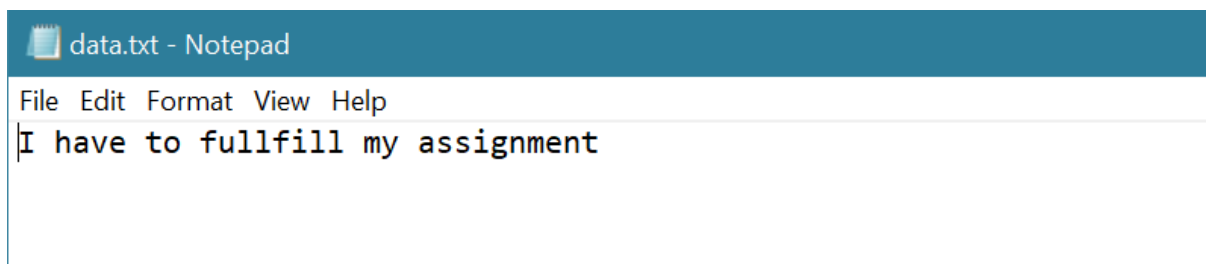 data.txt - Notepad
File Edit Format View Help
I have to fullfill my assignment